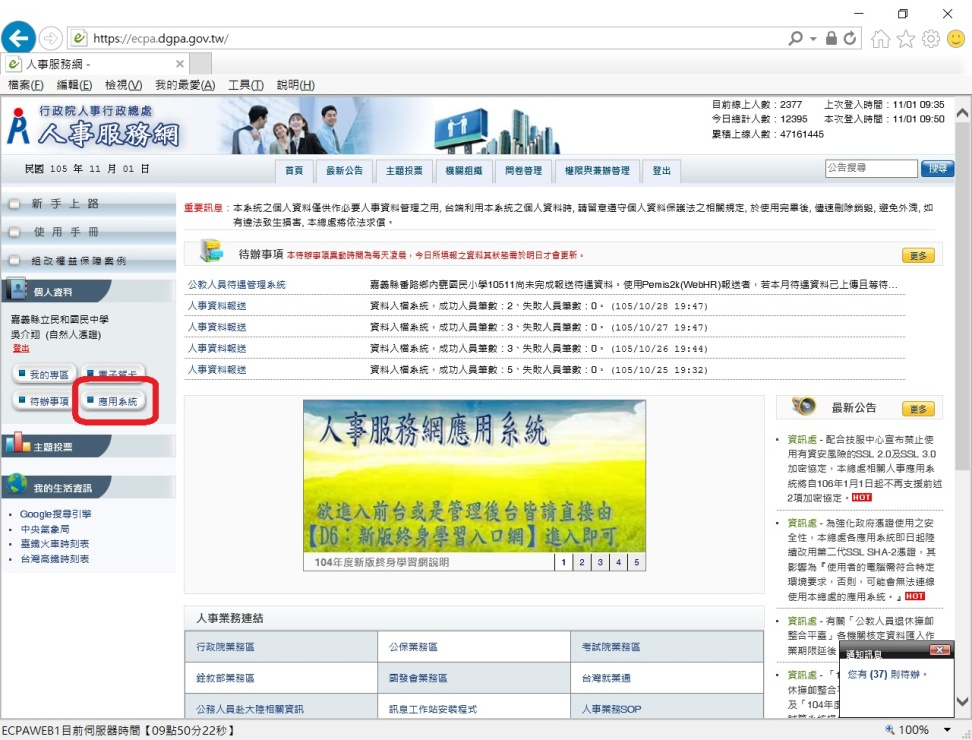 https://ecpa.dgpa.gov.tw/
人事服務網 -
檔案(F) 編輯(E) 檢視(V) 我的最愛(A) 工具(T) 說明(H)
行政院人事行政總處
人事服務網
目前線上人數：2377 上次登入時間：11/01 09:35
今日總計人數：12395 本次登入時間：11/01 09:50
累積上線人數：47161445
民國 105 年 11 月 01 日
首頁 最新公告 主題投票 機關組織 問卷管理 權限與兼辦管理 登出
公告搜尋 搜尋
新手上路
使用手冊
組改權益保障案例
個人資料
嘉義縣立民和國民中學
吳介翔 (自然人憑證)
登出
我的專區 電子賀卡
待辦事項 應用系統
主題投票
我的生活資訊
Google搜尋引擎
中央氣象局
臺鐵火車時刻表
台灣高鐵時刻表
重要訊息：本系統之個人資料僅供作必要人事資料管理之用, 台端利用本系統之個人資料時, 請留意遵守個人資料保護法之相關規定, 於使用完畢後, 儘速刪除銷毀, 避免外洩, 如
有違法致生損害, 本總處將依法求償。
待辦事項 本待辦事項異動時間為每天凌晨，今日所填報之資料其狀態需於明日才會更新。
更多
公教人員待遇管理系統 嘉義縣番路鄉內甕國民小學10511尚未完成報送待遇資料。使用Pemis2k(WebHR)報送者，若本月待遇資料已上傳且等待...
人事資料報送 資料入檔系統，成功人員筆數：2、失敗人員筆數：0。 (105/10/28 19:47)
人事資料報送 資料入檔系統，成功人員筆數：3、失敗人員筆數：0。 (105/10/27 19:47)
人事資料報送 資料入檔系統，成功人員筆數：3、失敗人員筆數：0。 (105/10/26 19:44)
人事資料報送 資料入檔系統，成功人員筆數：5、失敗人員筆數：0。 (105/10/25 19:32)
人事服務網應用系統
欲進入前台或是管理後台皆請直接由
【D6：新版終身學習入口網】進入即可
104年度新版終身學習網說明 1 2 3 4 5
最新公告 更多
資訊處 - 配合技服中心宣布禁止使
用有資安風險的SSL 2.0及SSL 3.0
加密協定，本總處相關人事應用系
統將自106年1月1日起不再支援前述
2項加密協定。HOT
資訊處 - 為強化政府憑證使用之安
全性，本總處各應用系統即日起陸
續改用第二代SSL SHA-2憑證，其
影響為『使用者的電腦需符合特定
環境要求，否則，可能會無法連線
使用本總處的應用系統。』HOT
資訊處 - 有關「公教人員退休撫卹
整合平臺」各機關核定資料匯入作
業期限延後
資訊處 - 「1
休撫卹整合
及「104年度
人事業務連結
行政院業務區 公保業務區 考試院業務區
銓敘部業務區 國發會業務區 台灣就業通
公務人員赴大陸相關資訊 訊息工作站安裝程式 人事業務SOP
通知訊息
您有 (37) 則待辦。
ECPAWEB1目前伺服器時間【09點50分22秒】 100%